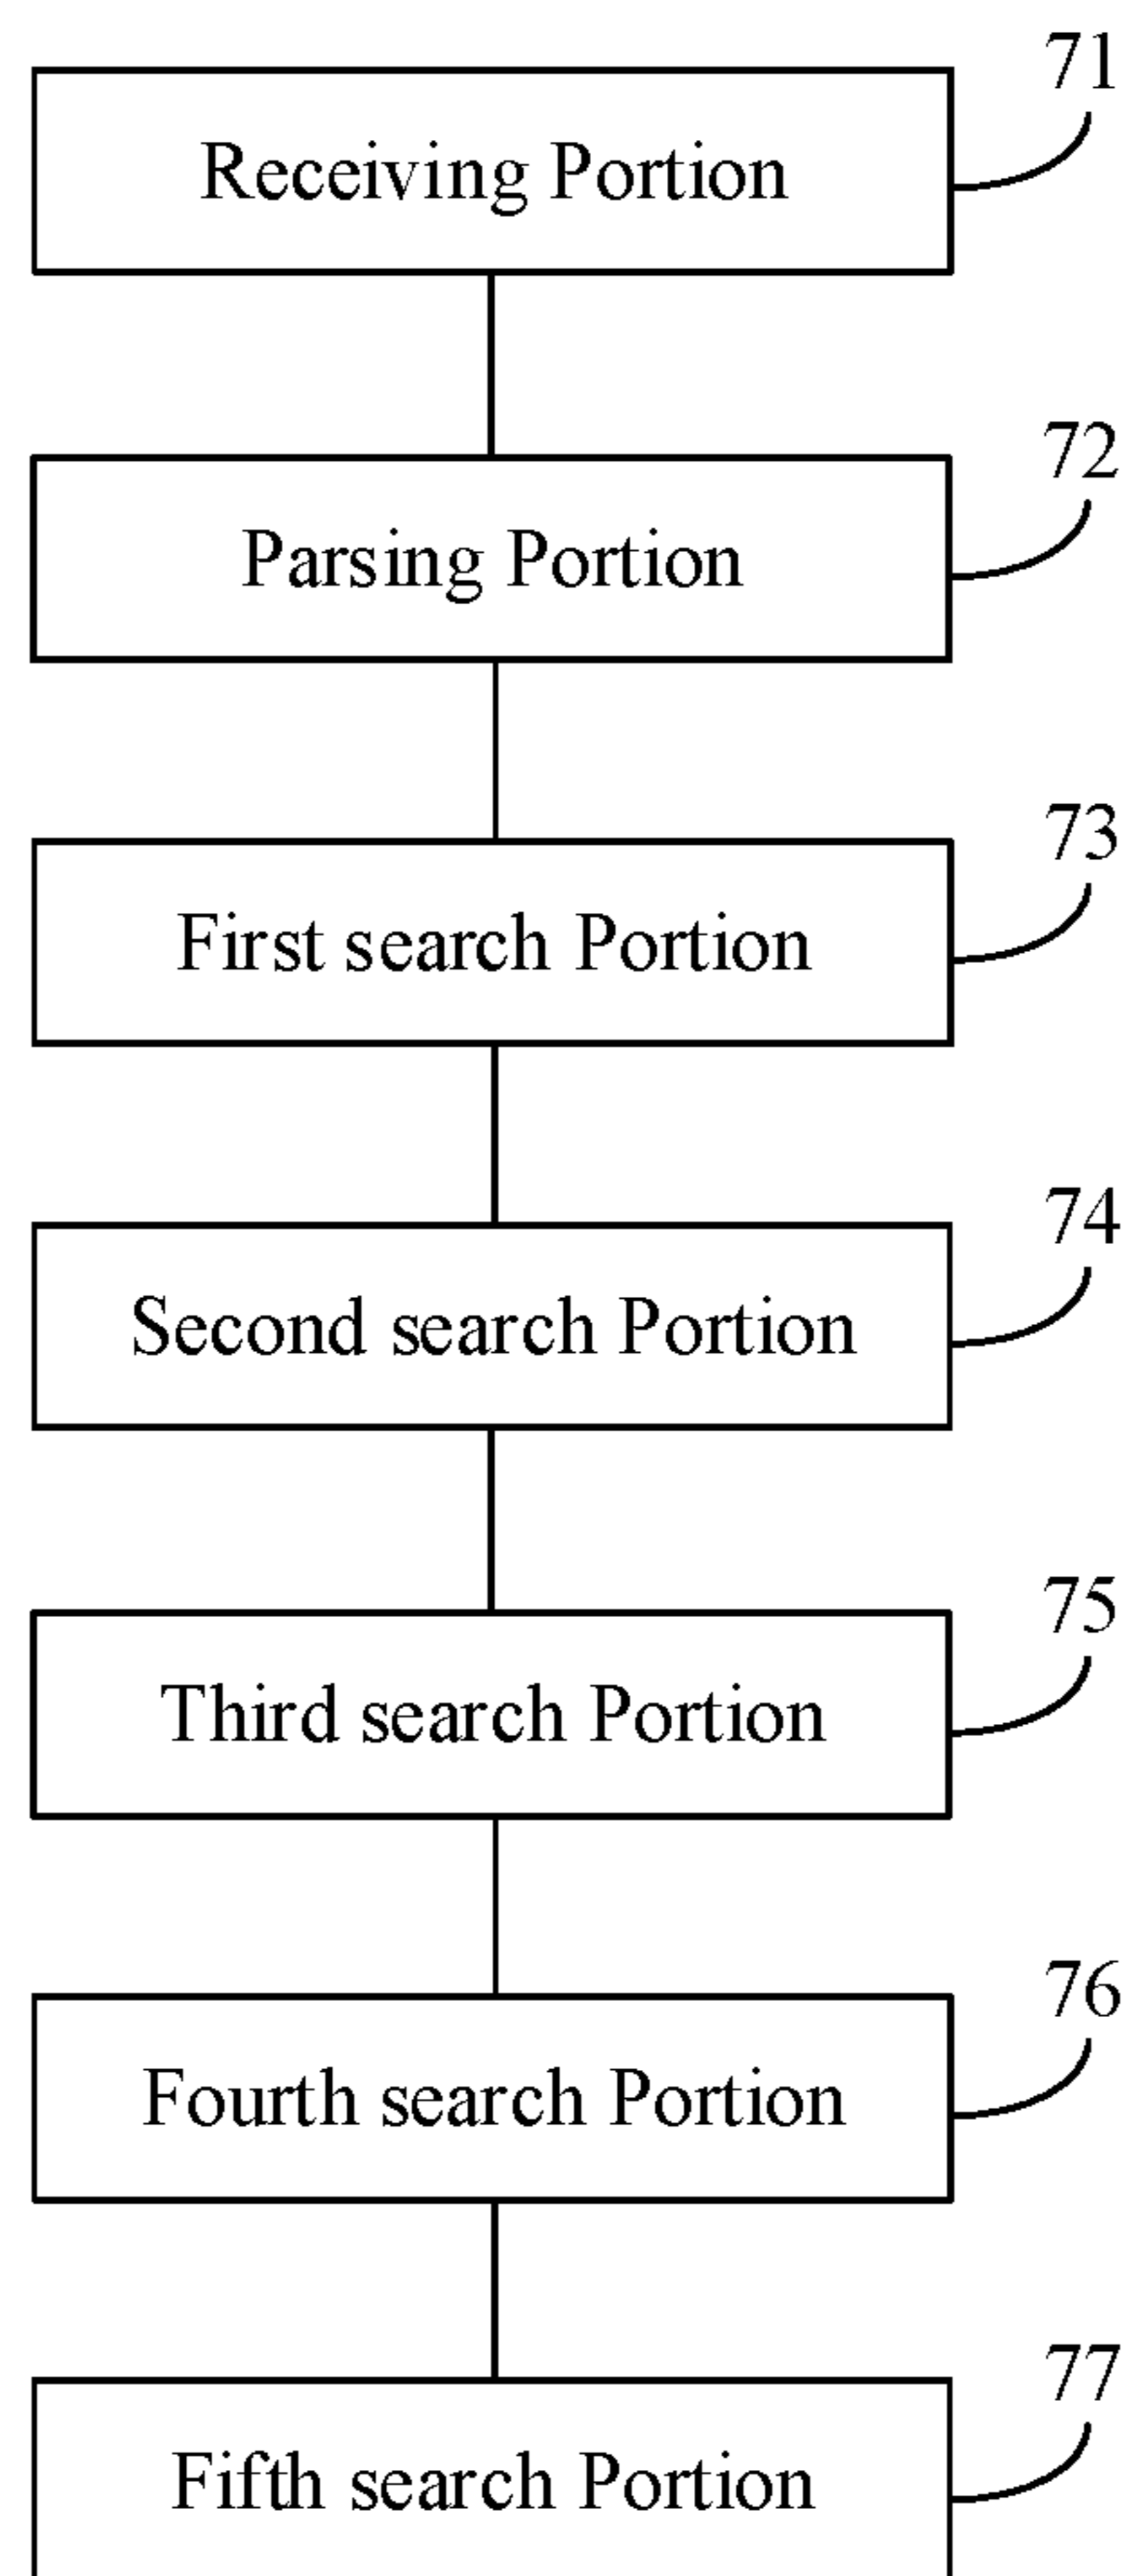 71
Receiving Portion
72
Parsing Portion
73
First search Portion
74
Second search Portion
75
Third search Portion
76
Fourth search Portion
77
Fifth search Portion